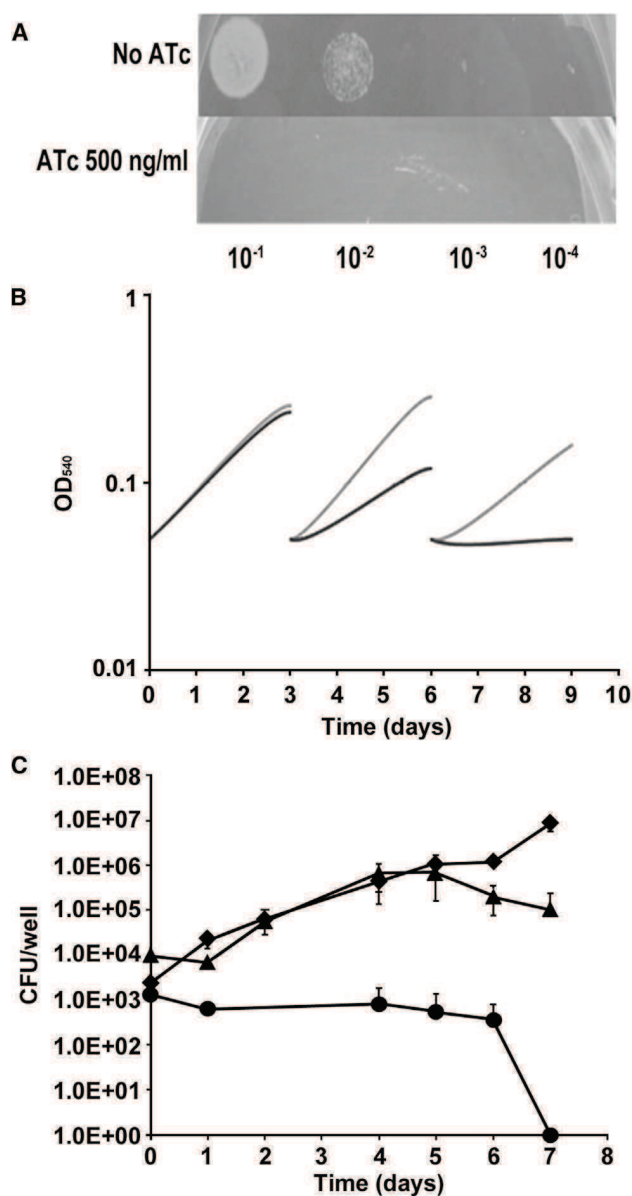 A
No ATc
ATc 500 ng/ml
10⁻¹ 10⁻² 10⁻³ 10⁻⁴
B
1
0.1
0.01
OD₅₄₀
0 1 2 3 4 5 6 7 8 9 10
Time (days)
C
1.0E+08
1.0E+07
1.0E+06
1.0E+05
1.0E+04
1.0E+03
1.0E+02
1.0E+01
1.0E+00
CFU/well
0 1 2 3 4 5 6 7 8
Time (days)